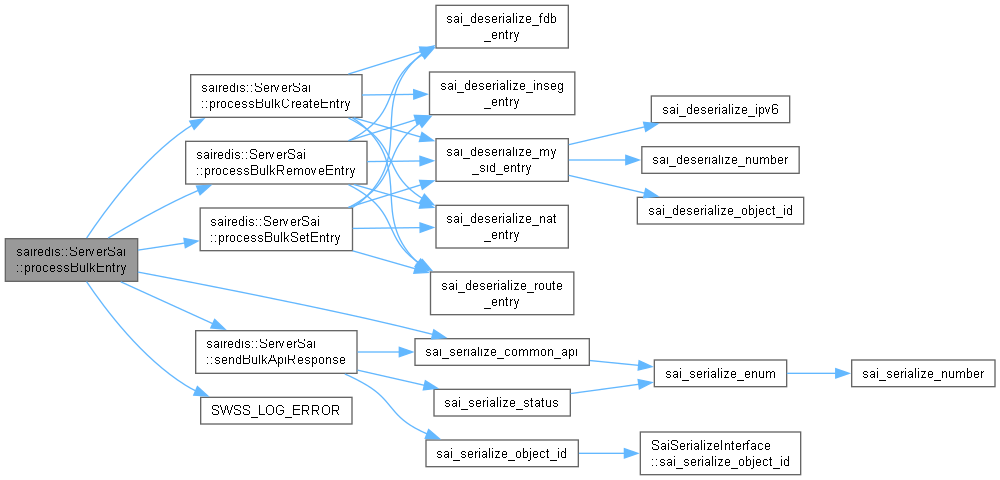 sairedis::ServerSai
::processBulkEntry
sairedis::ServerSai
::processBulkCreateEntry
sairedis::ServerSai
::processBulkRemoveEntry
sairedis::ServerSai
::processBulkSetEntry
sairedis::ServerSai
::sendBulkApiResponse
SWSS_LOG_ERROR
sai_deserialize_fdb
_entry
sai_deserialize_inseg
_entry
sai_deserialize_my
_sid_entry
sai_deserialize_nat
_entry
sai_deserialize_route
_entry
sai_serialize_common_api
sai_serialize_status
sai_serialize_object_id
sai_deserialize_ipv6
sai_deserialize_number
sai_deserialize_object_id
sai_serialize_enum
SaiSerializeInterface
::sai_serialize_object_id
sai_serialize_number